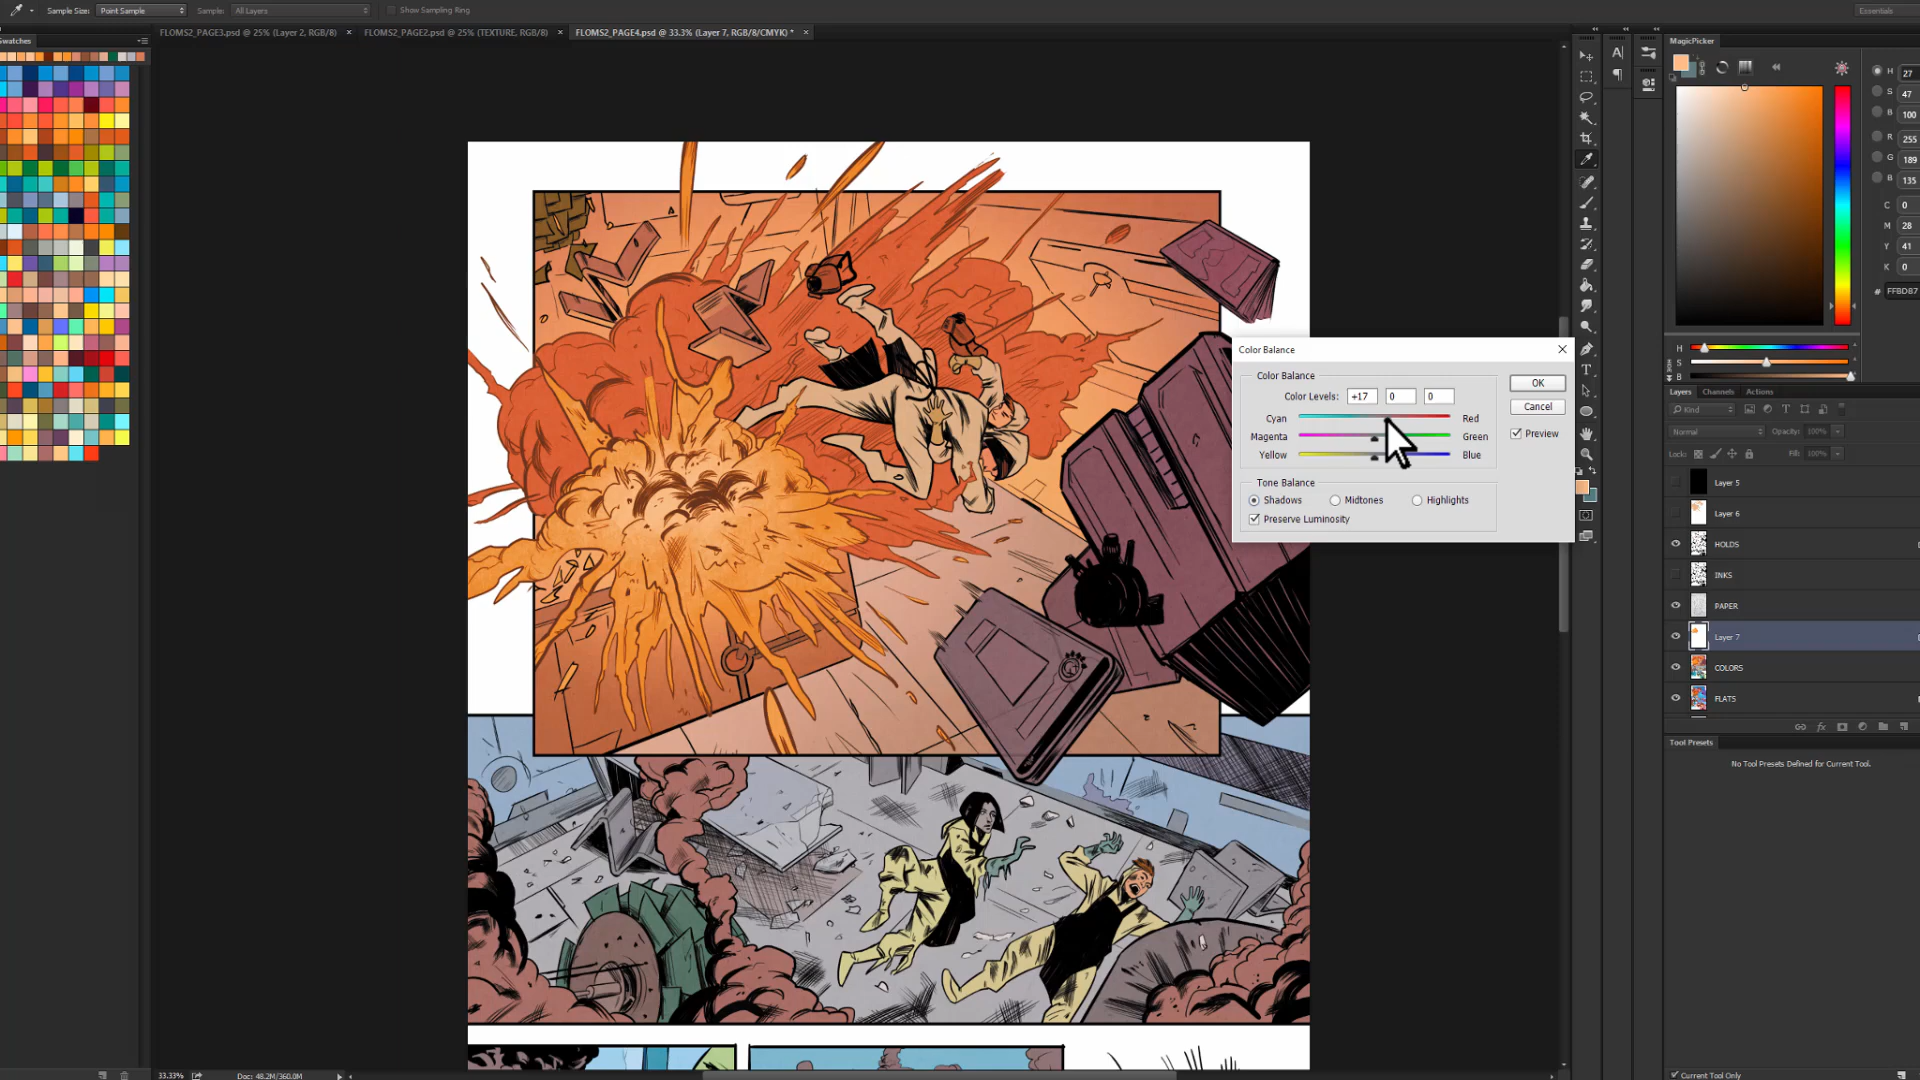 Sample Size: Point Sample Sample: All Layers Show Sampling Ring Essentials
FLOMS2_PAGE3.psd @ 25% (Layer 2, RGB/8) × FLOMS2_PAGE2.psd @ 25% (TEXTURE, RGB/8) × FLOMS2_PAGE4.psd @ 33.3% (Layer 7, RGB/8/CMYK) * ×
Swatches
MagicPicker
H 27
S 47
B 100
R 255
G 189
B 135
C 0
M 28
Y 41
K 0
# FFBD87
H
S
B
Color Balance
Color Balance
Color Levels: +17 0 0
Cyan Red
Magenta Green
Yellow Blue
Tone Balance
Shadows Midtones Highlights
Preserve Luminosity
OK
Cancel
Preview
Layers Channels Actions
Kind
Normal Opacity: 100%
Lock: Fill: 100%
Layer 5
Layer 6
HOLDS
INKS
PAPER
Layer 7
COLORS
FLATS
Tool Presets
No Tool Presets Defined for Current Tool.
Current Tool Only
33.33% Doc: 48.2M/360.0M